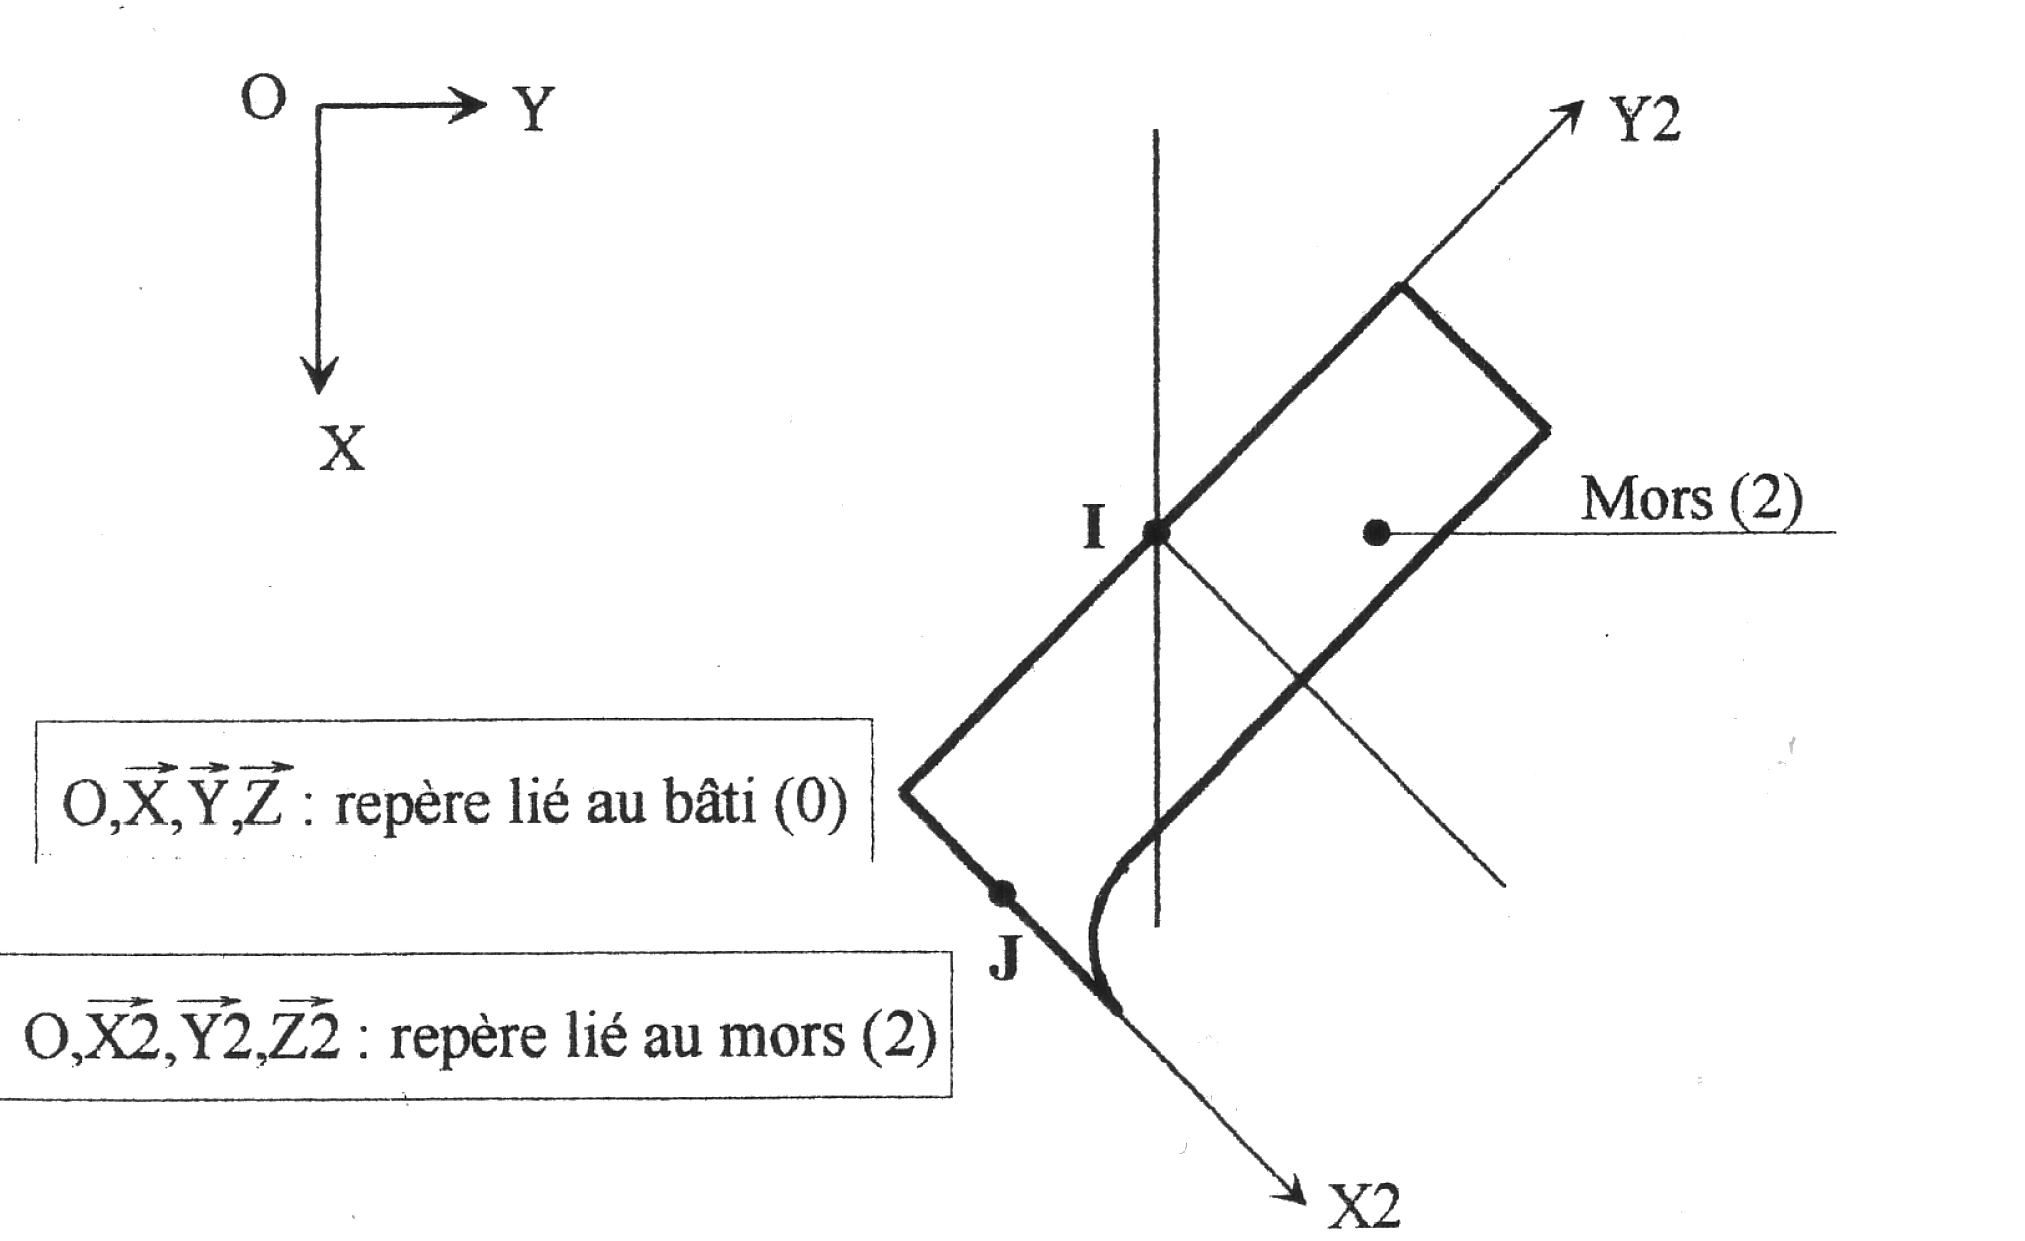 O
Y
X
Y2
I
Mors (2)
O,X,Y,Z : repère lié au bâti (0)
J
O,X2,Y2,Z2 : repère lié au mors (2)
X2